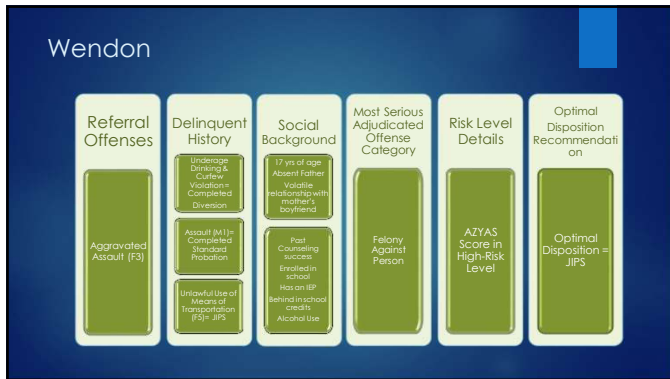 Wendon
Referral
Offenses
Aggravated
Assault (F3)
Delinquent
History
Underage
Drinking &
Curfew
Violation=
Completed
Diversion
Assault (M1)=
Completed
Standard
Probation
Unlawful Use of
Means of
Transportation
(F5)= JIPS
Social
Background
17 yrs of age
Absent Father
Volatile
relationship with
mother's
boyfriend
Past
Counseling
success
Enrolled in
school
Has an IEP
Behind in school
credits
Alcohol Use
Most Serious
Adjudicated
Offense
Category
Felony
Against
Person
Risk Level
Details
AZYAS
Score in
High-Risk
Level
Optimal
Disposition
Recommendati
on
Optimal
Disposition =
JIPS